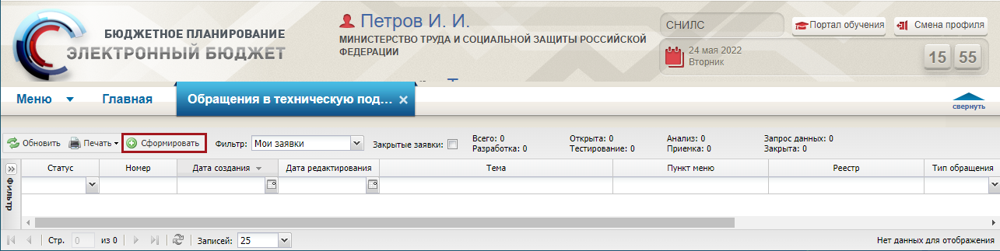 Петров И. И.
СНИЛС
Портал обучения
Смена профиля
БЮДЖЕТНОЕ ПЛАНИРОВАНИЕ
ЭЛЕКТРОННЫЙ БЮДЖЕТ
МИНИСТЕРСТВО ТРУДА И СОЦИАЛЬНОЙ ЗАЩИТЫ РОССИЙСКОЙ
ФЕДЕРАЦИИ
24 мая 2022
Вторник
15 55
Меню
Главная
Обращения в техническую под...
свернуть
Обновить
Печать
Сформировать
Фильтр:
Мои заявки
Закрытые заявки:
Всего: 0
Открыта: 0
Анализ: 0
Запрос данных: 0
Разработка: 0
Тестирование: 0
Приемка: 0
Закрыта: 0
Фильтр
Статус
Номер
Дата создания
Дата редактирования
Тема
Пункт меню
Реестр
Тип обращения
Стр.
0
из 0
Записей:
25
Нет данных для отображения